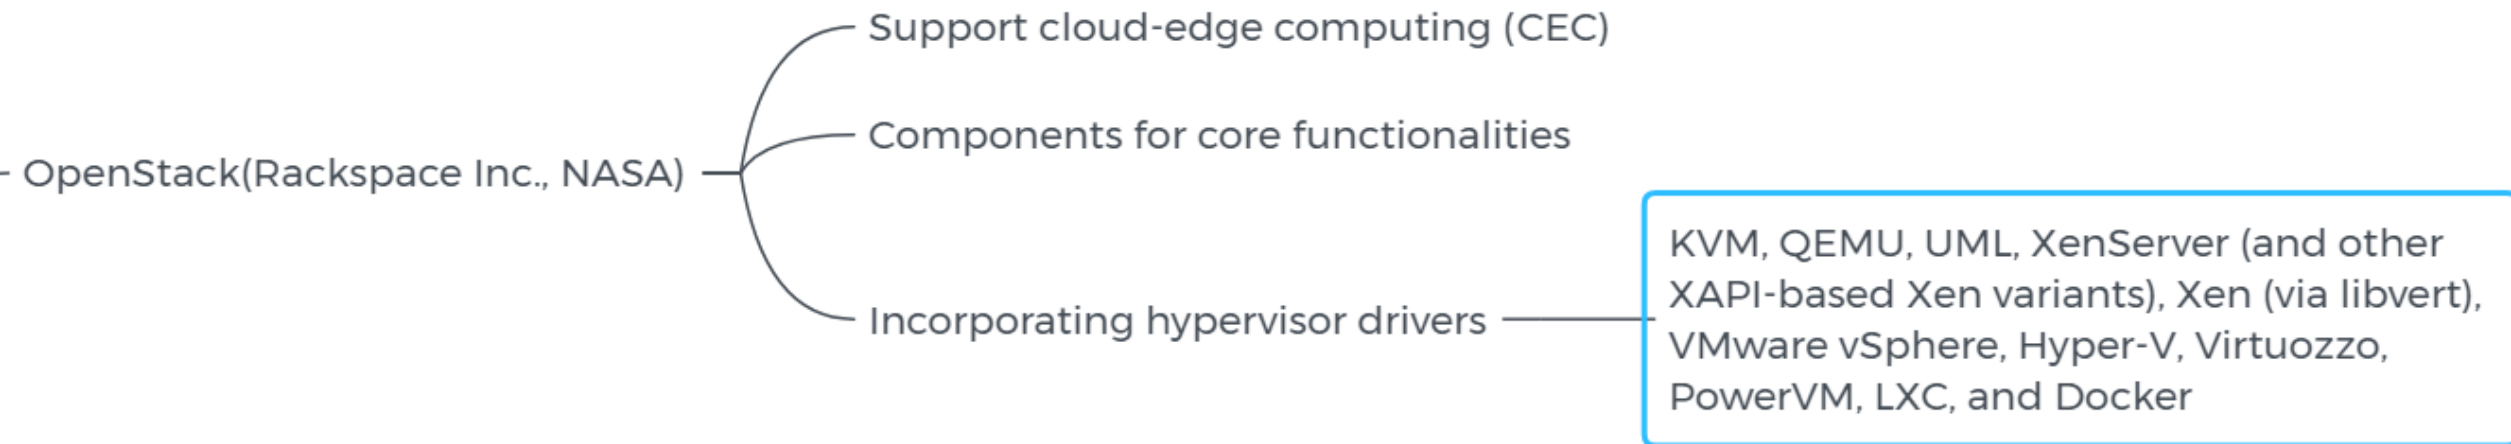 Support cloud-edge computing (CEC)
Components for core functionalities
OpenStack(Rackspace Inc., NASA)
Incorporating hypervisor drivers
KVM, QEMU, UML, XenServer (and other
XAPI-based Xen variants), Xen (via libvert),
VMware vSphere, Hyper-V, Virtuozzo,
PowerVM, LXC, and Docker